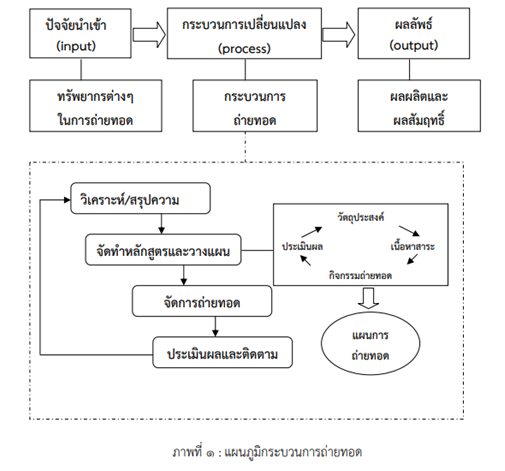 ปัจจัยนำเข้า
(input)
กระบวนการเปลี่ยนแปลง
(process)
ผลลัพธ์
(output)
ทรัพยากรต่างๆ
ในการถ่ายทอด
กระบวนการ
ถ่ายทอด
ผลผลิตและ
ผลสัมฤทธิ์
วิเคราะห์/สรุปความ
จัดทำหลักสูตรและวางแผน
จัดการถ่ายทอด
ประเมินผลและติดตาม
วัตถุประสงค์
ประเมินผล
เนื้อหาสาระ
กิจกรรมถ่ายทอด
แผนการ
ถ่ายทอด
ภาพที่ ๑ : แผนภูมิกระบวนการถ่ายทอด